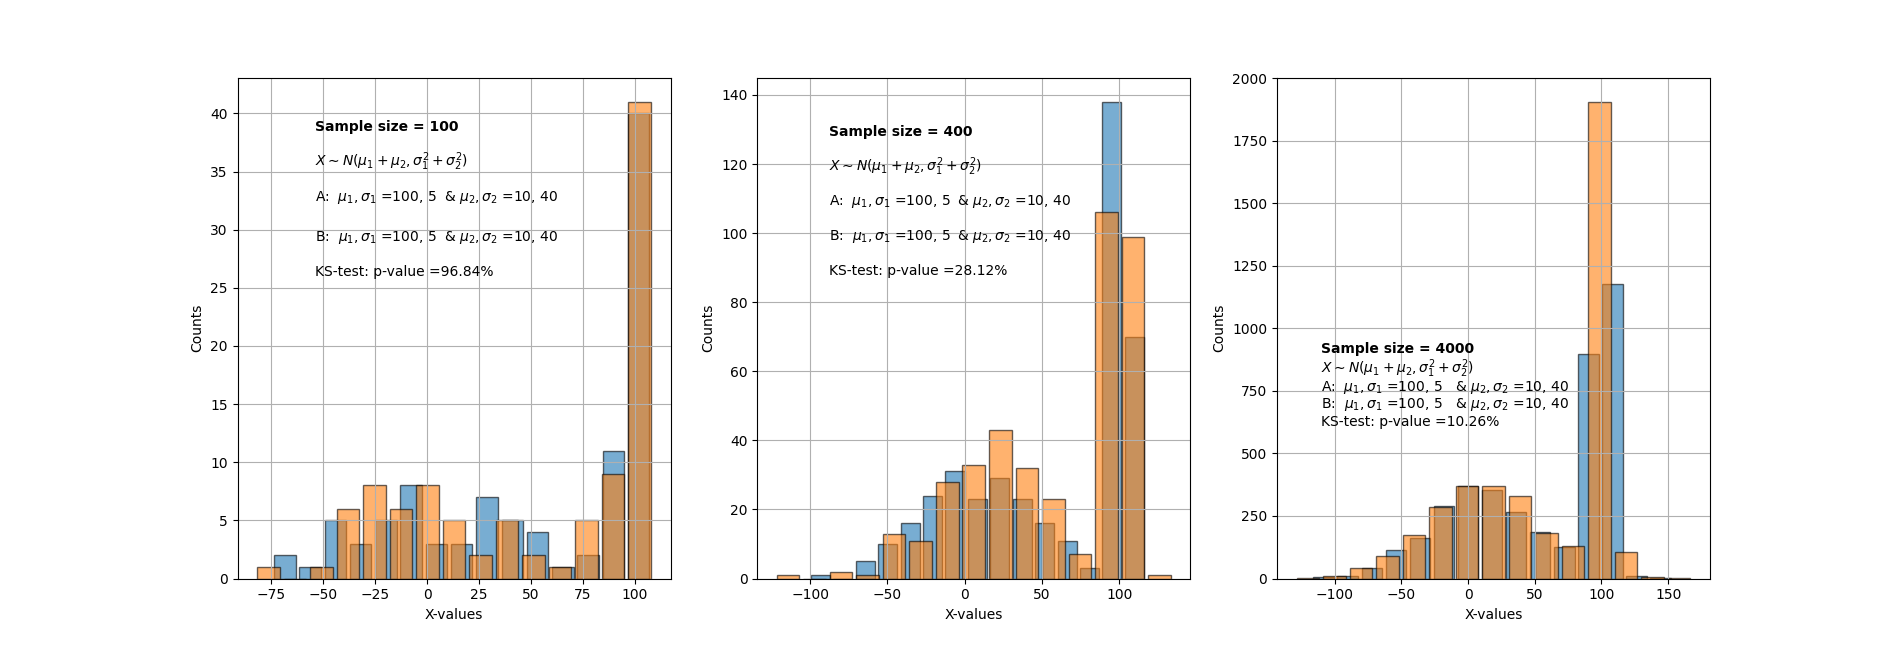 40
35
30
25
20
15
10
5
0
Counts
Sample size = 100
X ∼ N(μ₁ + μ₂, σ₁² + σ₂²)
A: μ₁, σ₁ =100, 5 & μ₂, σ₂ =10, 40
B: μ₁, σ₁ =100, 5 & μ₂, σ₂ =10, 40
KS-test: p-value =96.84%
−75 −50 −25 0 25 50 75 100
X-values
140
120
100
80
60
40
20
0
Counts
Sample size = 400
X ∼ N(μ₁ + μ₂, σ₁² + σ₂²)
A: μ₁, σ₁ =100, 5 & μ₂, σ₂ =10, 40
B: μ₁, σ₁ =100, 5 & μ₂, σ₂ =10, 40
KS-test: p-value =28.12%
−100 −50 0 50 100
X-values
2000
1750
1500
1250
1000
750
500
250
0
Counts
Sample size = 4000
X ∼ N(μ₁ + μ₂, σ₁² + σ₂²)
A: μ₁, σ₁ =100, 5 & μ₂, σ₂ =10, 40
B: μ₁, σ₁ =100, 5 & μ₂, σ₂ =10, 40
KS-test: p-value =10.26%
−100 −50 0 50 100 150
X-values